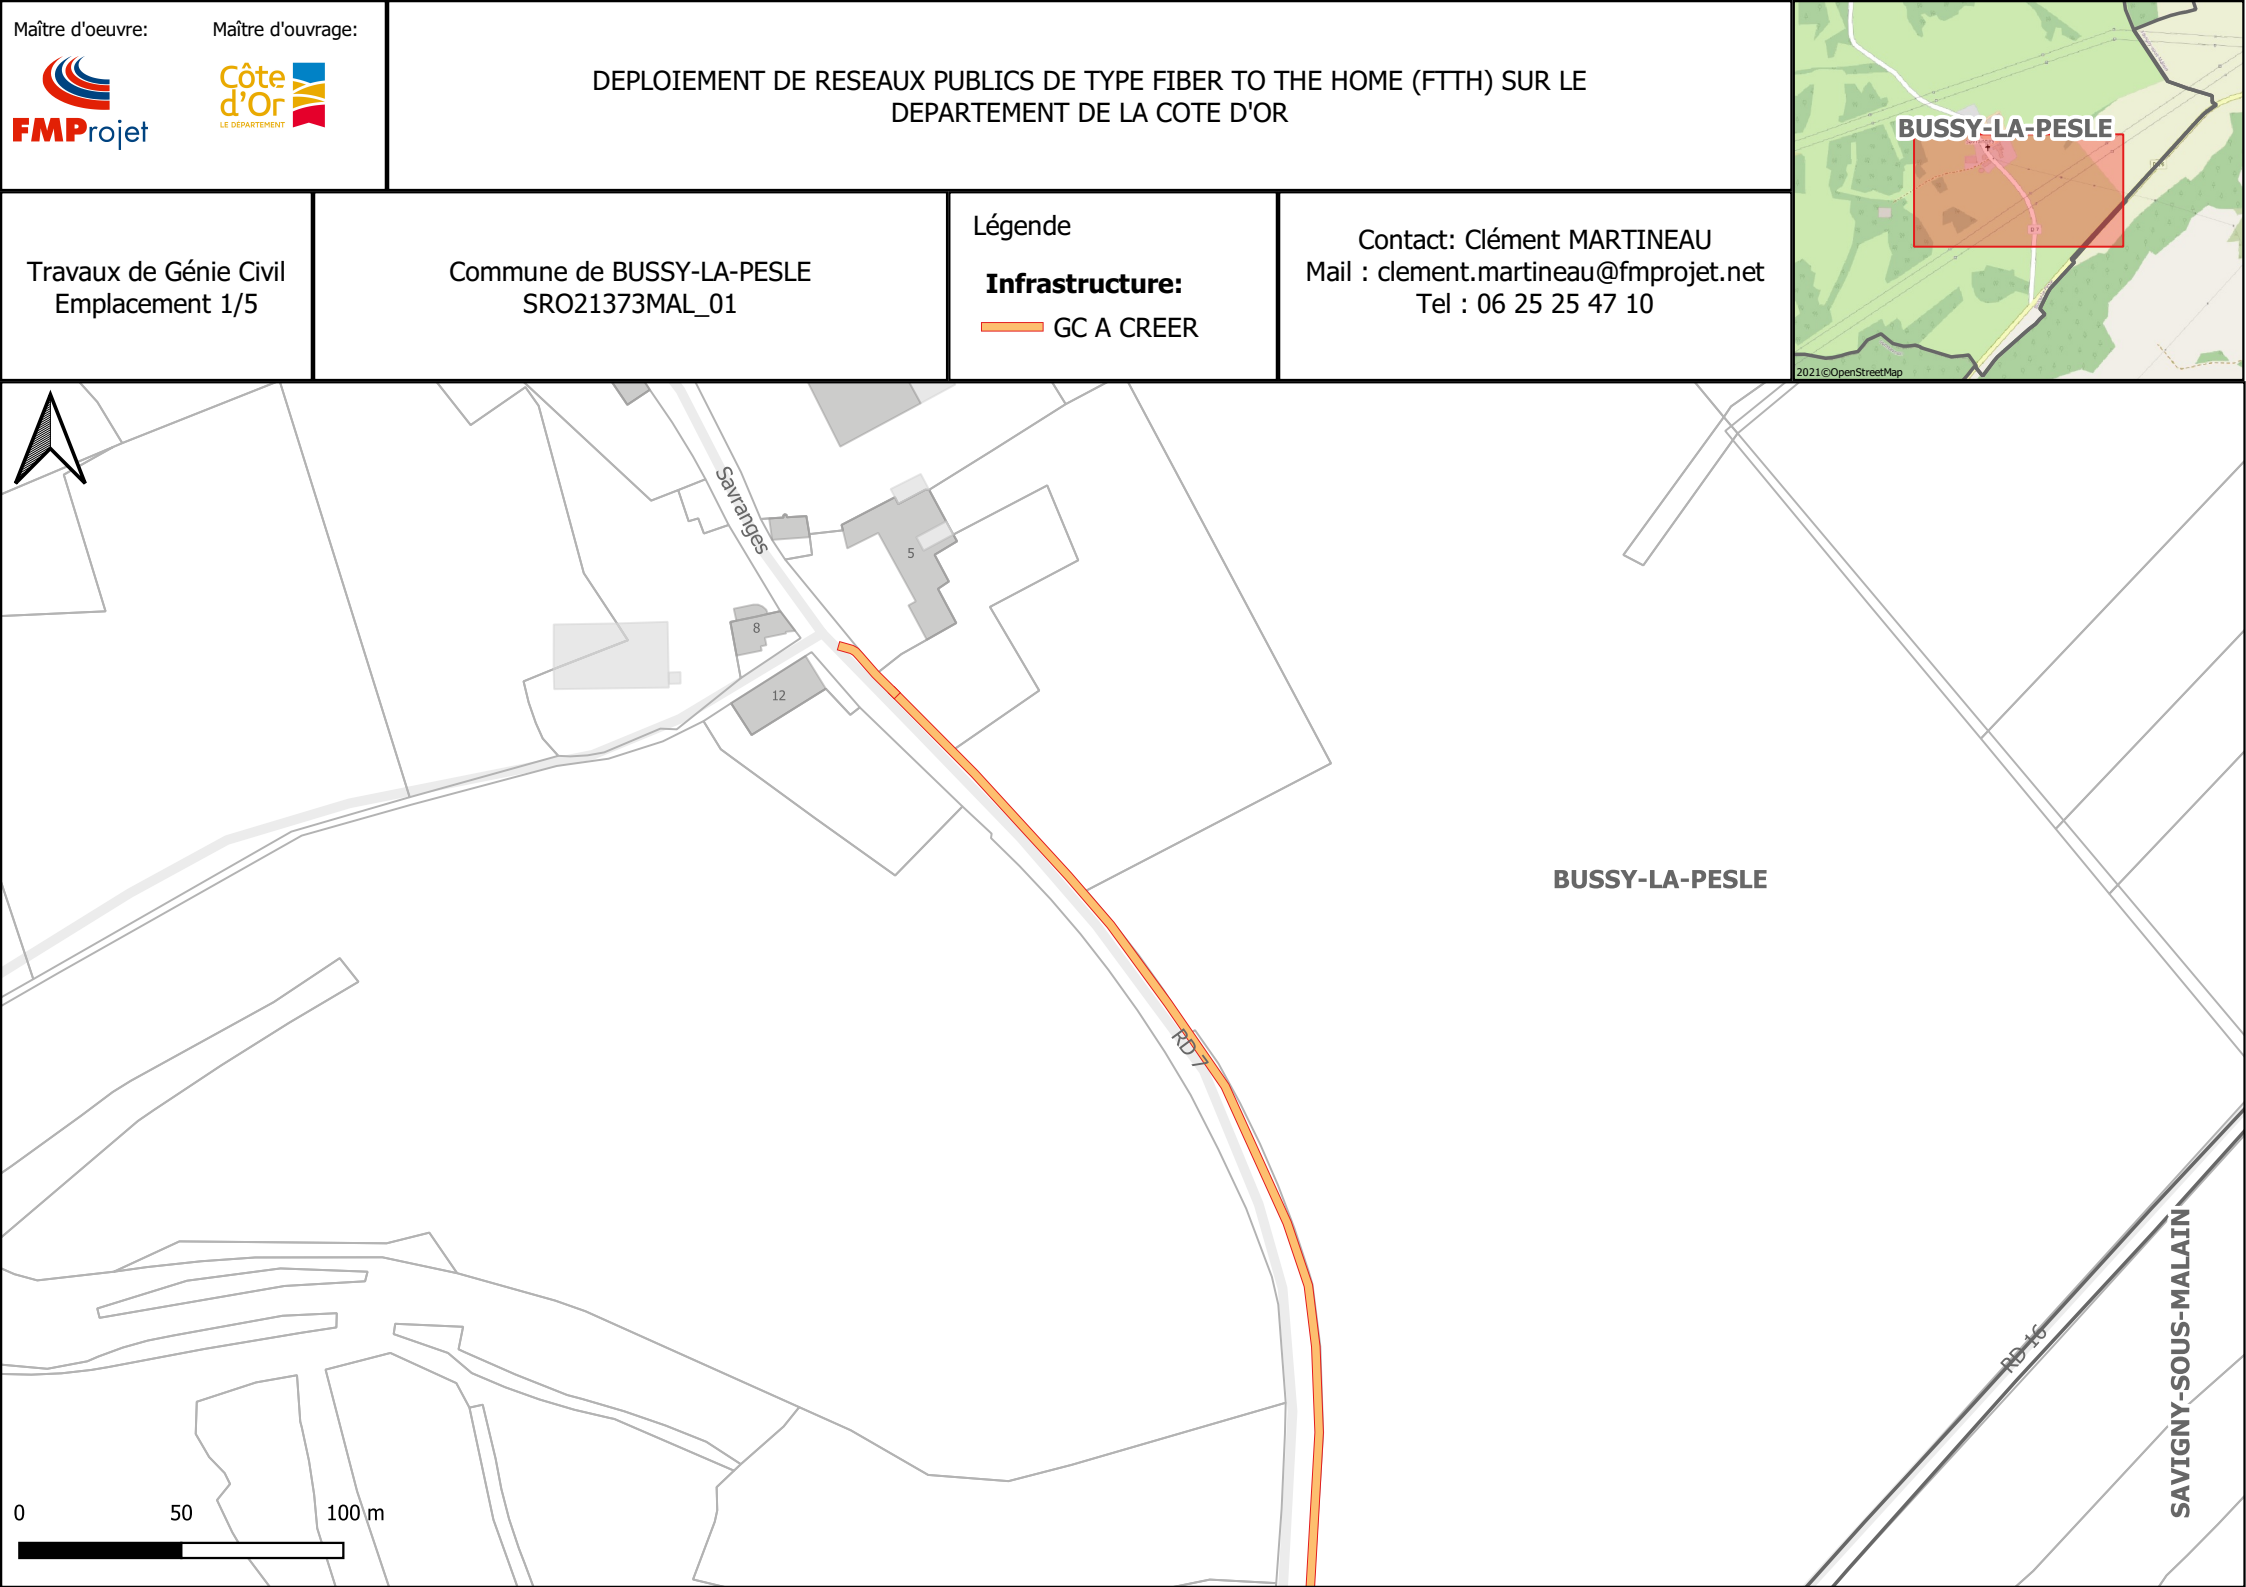 Maître d'oeuvre:
Maître d'ouvrage:
FMProjet
Côte
d'Or
LE DÉPARTEMENT
DEPLOIEMENT DE RESEAUX PUBLICS DE TYPE FIBER TO THE HOME (FTTH) SUR LE
DEPARTEMENT DE LA COTE D'OR
BUSSY-LA-PESLE
2021©OpenStreetMap
Travaux de Génie Civil
Emplacement 1/5
Commune de BUSSY-LA-PESLE
SRO21373MAL_01
Légende
Infrastructure:
GC A CREER
Contact: Clément MARTINEAU
Mail : clement.martineau@fmprojet.net
Tel : 06 25 25 47 10
Savranges
5
8
12
BUSSY-LA-PESLE
RD 7
RD 16
SAVIGNY-SOUS-MALAIN
0 50 100 m